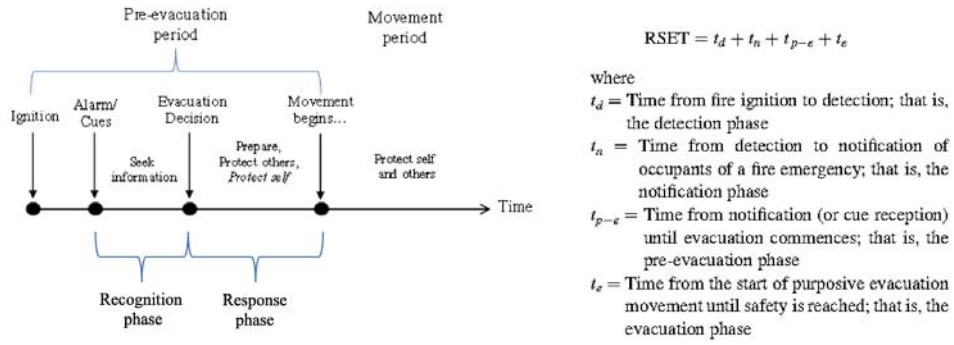 Pre-evacuation
period
Movement
period
Ignition
Alarm/
Cues
Evacuation
Decision
Movement
begins...
Seek
information
Prepare,
Protect others,
Protect self
Protect self
and others
Time
Recognition
phase
Response
phase
RSET = t_d + t_n + t_{p-e} + t_e
where
t_d = Time from fire ignition to detection; that is,
the detection phase
t_n = Time from detection to notification of
occupants of a fire emergency; that is, the
notification phase
t_{p-e} = Time from notification (or cue reception)
until evacuation commences; that is, the
pre-evacuation phase
t_e = Time from the start of purposive evacuation
movement until safety is reached; that is, the
evacuation phase